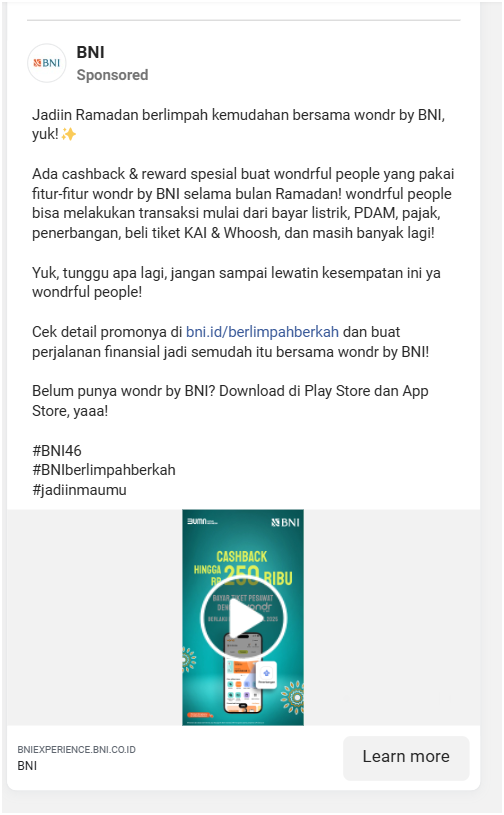 BNI
BNI
Sponsored
Jadiin Ramadan berlimpah kemudahan bersama wondr by BNI,
yuk!✨
Ada cashback & reward spesial buat wondrful people yang pakai
fitur-fitur wondr by BNI selama bulan Ramadan! wondrful people
bisa melakukan transaksi mulai dari bayar listrik, PDAM, pajak,
penerbangan, beli tiket KAI & Whoosh, dan masih banyak lagi!
Yuk, tunggu apa lagi, jangan sampai lewatin kesempatan ini ya
wondrful people!
Cek detail promonya di bni.id/berlimpahberkah dan buat
perjalanan finansial jadi semudah itu bersama wondr by BNI!
Belum punya wondr by BNI? Download di Play Store dan App
Store, yaaa!
#BNI46
#BNIberlimpahberkah
#jadiinmaumu
BUMN
BNI
CASHBACK
HINGGA
RP 250 RIBU
BAYAR TIKET PESAWAT
wondr
2025
BNIEXPERIENCE.BNI.CO.ID
BNI
Learn more